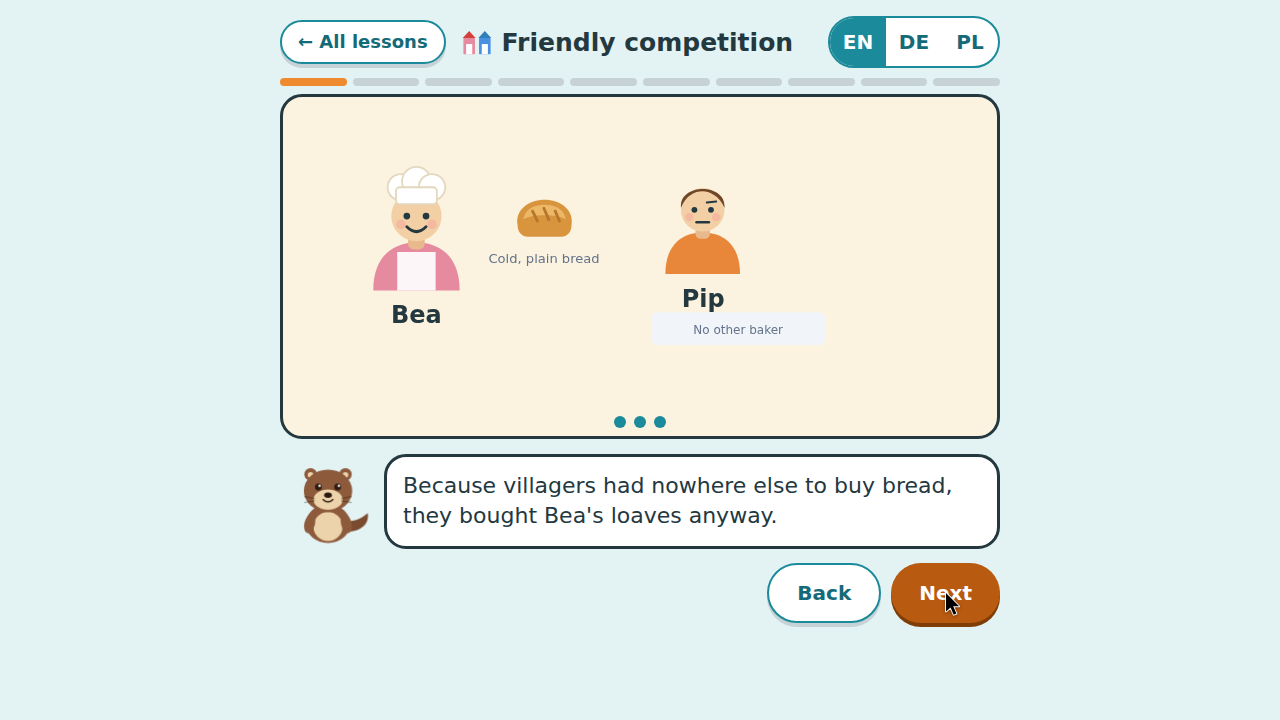 ← All lessons
Friendly competition
EN DE PL
Cold, plain bread
Bea
Pip
No other baker
Because villagers had nowhere else to buy bread,
they bought Bea's loaves anyway.
Back
Next